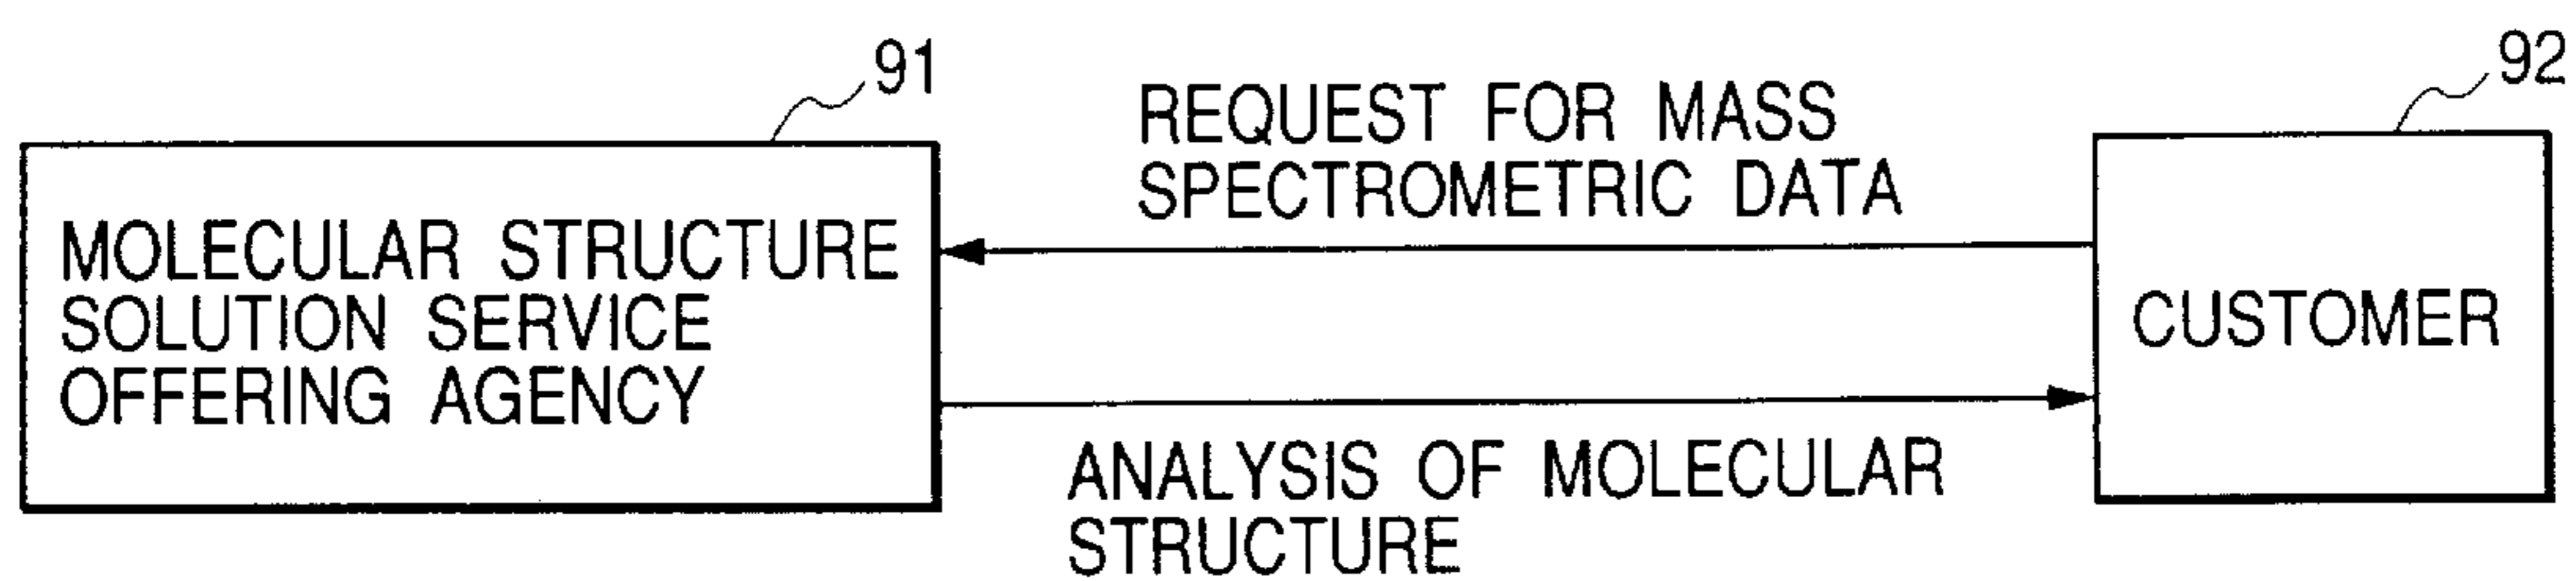 91
92
REQUEST FOR MASS
SPECTROMETRIC DATA
MOLECULAR STRUCTURE
SOLUTION SERVICE
OFFERING AGENCY
CUSTOMER
ANALYSIS OF MOLECULAR
STRUCTURE